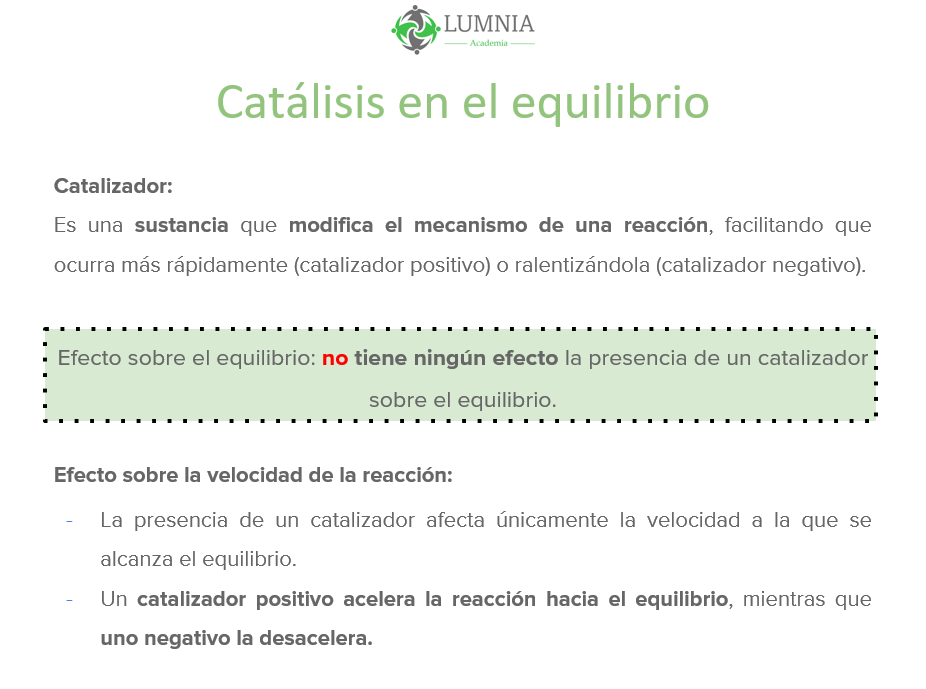 LUMNIA
Academia
Catálisis en el equilibrio
Catalizador:
Es una sustancia que modifica el mecanismo de una reacción, facilitando que
ocurra más rápidamente (catalizador positivo) o ralentizándola (catalizador negativo).
Efecto sobre el equilibrio: no tiene ningún efecto la presencia de un catalizador
sobre el equilibrio.
Efecto sobre la velocidad de la reacción:
- La presencia de un catalizador afecta únicamente la velocidad a la que se
alcanza el equilibrio.
- Un catalizador positivo acelera la reacción hacia el equilibrio, mientras que
uno negativo la desacelera.